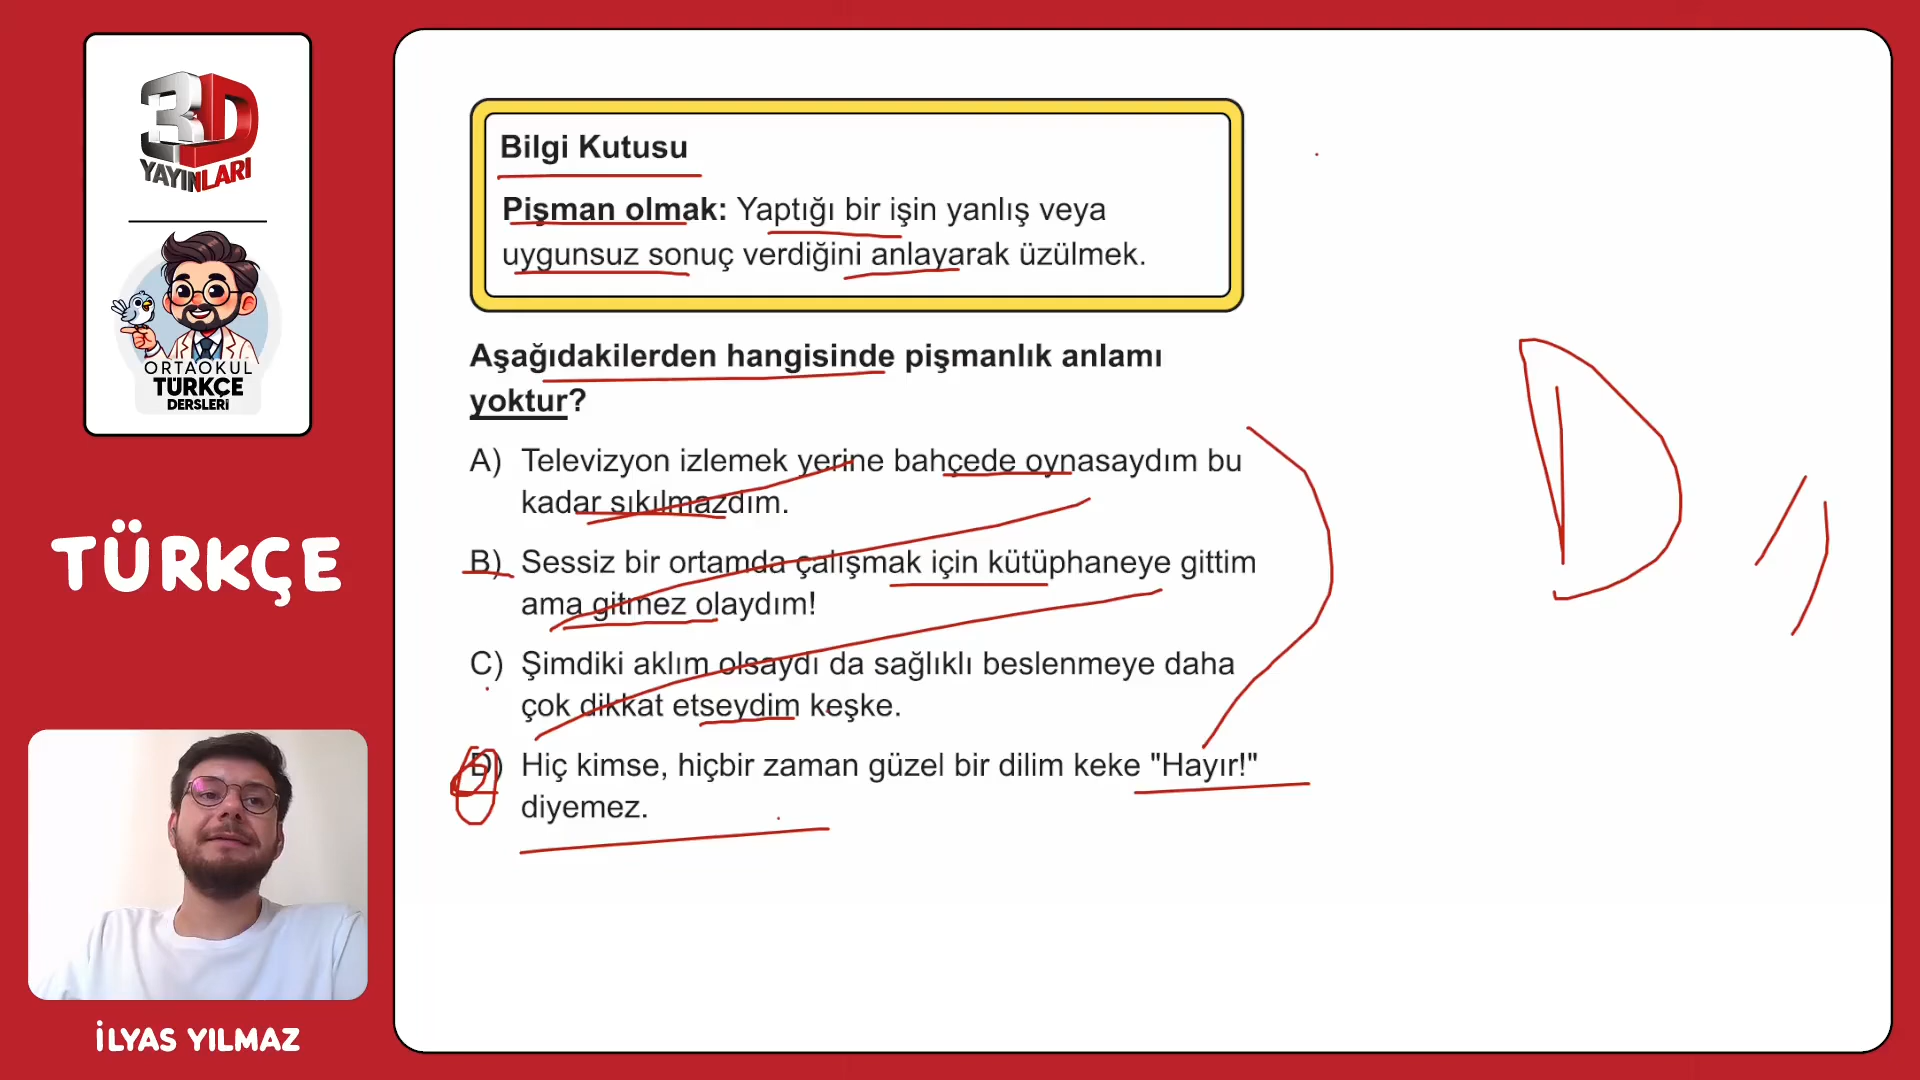 3D
YAYINLARI
ORTAOKUL
TÜRKÇE
DERSLERİ
TÜRKÇE
İLYAS YILMAZ
Bilgi Kutusu
Pişman olmak: Yaptığı bir işin yanlış veya
uygunsuz sonuç verdiğini anlayarak üzülmek.
Aşağıdakilerden hangisinde pişmanlık anlamı
yoktur?
A) Televizyon izlemek yerine bahçede oynasaydım bu
kadar sıkılmazdım.
B) Sessiz bir ortamda çalışmak için kütüphaneye gittim
ama gitmez olaydım!
C) Şimdiki aklım olsaydı da sağlıklı beslenmeye daha
çok dikkat etseydim keşke.
D) Hiç kimse, hiçbir zaman güzel bir dilim keke "Hayır!"
diyemez.
D